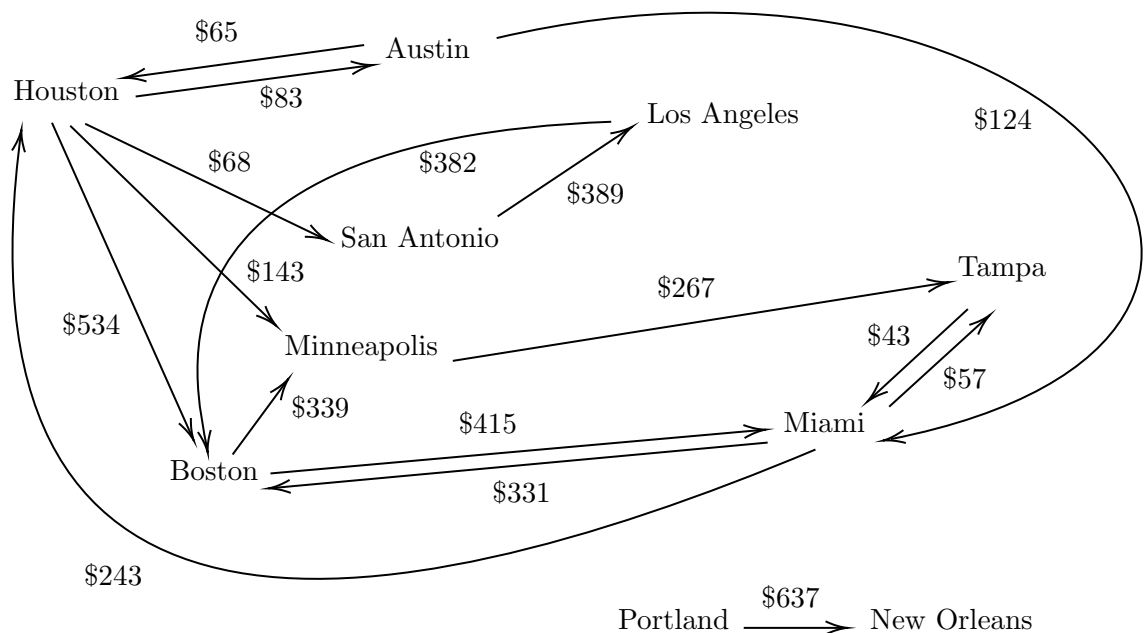 $65
Austin
Houston
$83
Los Angeles
$124
$68
$382
$389
San Antonio
$143
Tampa
$267
$534
Minneapolis
$43
$57
$339
$415
Miami
Boston
$331
$243
$637
Portland
New Orleans